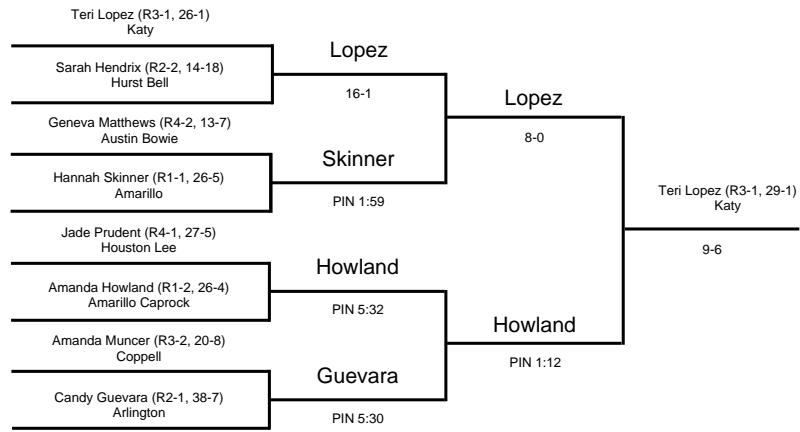 Teri Lopez (R3-1, 26-1)
Katy
Sarah Hendrix (R2-2, 14-18)
Hurst Bell
Geneva Matthews (R4-2, 13-7)
Austin Bowie
Hannah Skinner (R1-1, 26-5)
Amarillo
Jade Prudent (R4-1, 27-5)
Houston Lee
Amanda Howland (R1-2, 26-4)
Amarillo Caprock
Amanda Muncer (R3-2, 20-8)
Coppell
Candy Guevara (R2-1, 38-7)
Arlington
Lopez
16-1
Skinner
PIN 1:59
Howland
PIN 5:32
Guevara
PIN 5:30
Lopez
8-0
Howland
PIN 1:12
Teri Lopez (R3-1, 29-1)
Katy
9-6